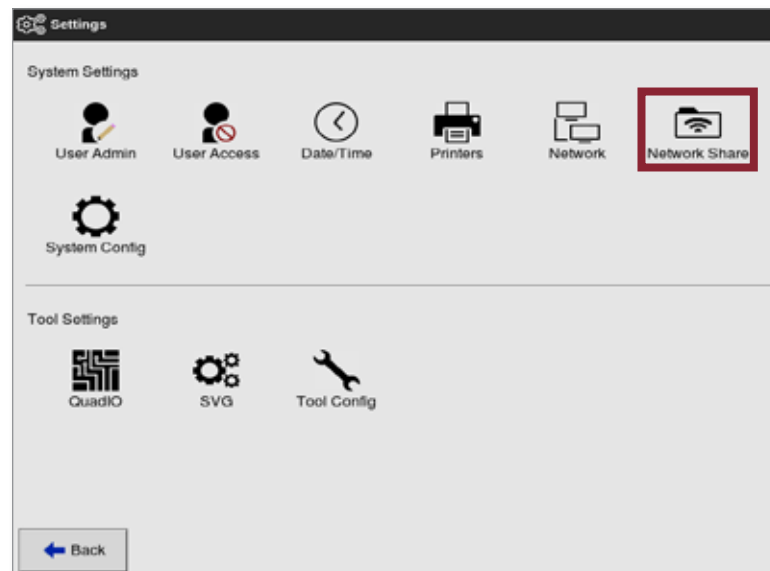 Settings
System Settings
User Admin User Access Date/Time Printers Network Network Share
System Config
Tool Settings
QuadIO SVG Tool Config
Back